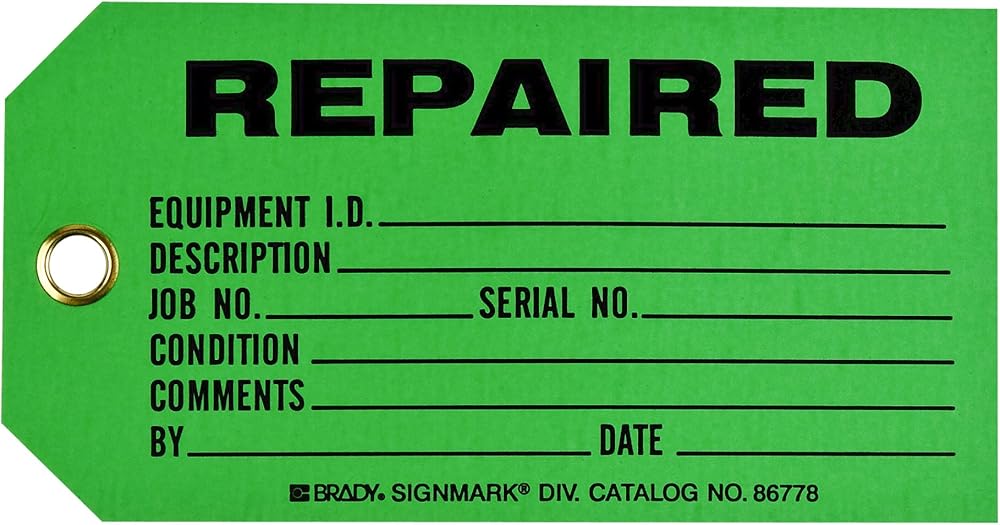 REPAIRED
EQUIPMENT I.D.
DESCRIPTION
JOB NO. SERIAL NO.
CONDITION
COMMENTS
BY DATE
BRADY. SIGNMARK® DIV. CATALOG NO. 86778